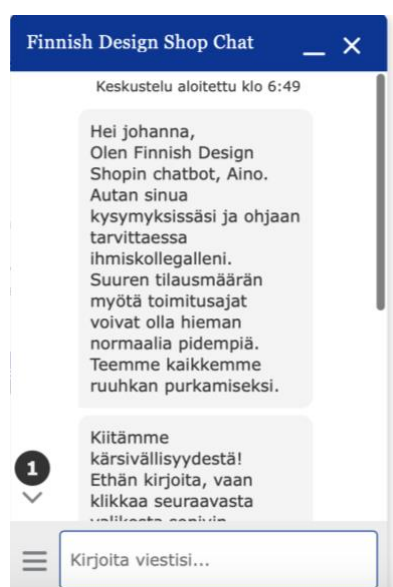 Finnish Design Shop Chat
Keskustelu aloitettu klo 6:49
Hei johanna,
Olen Finnish Design
Shopin chatbot, Aino.
Autan sinua
kysymyksissäsi ja ohjaan
tarvittaessa
ihmiskollegalleni.
Suuren tilausmäärän
myötä toimitusajat
voivat olla hieman
normaalia pidempiä.
Teemme kaikkemme
ruuhkan purkamiseksi.
Kiitämme
kärsivällisyydestä!
Ethän kirjoita, vaan
klikkaa seuraavasta
valikosta sopivin
1
Kirjoita viestisi...